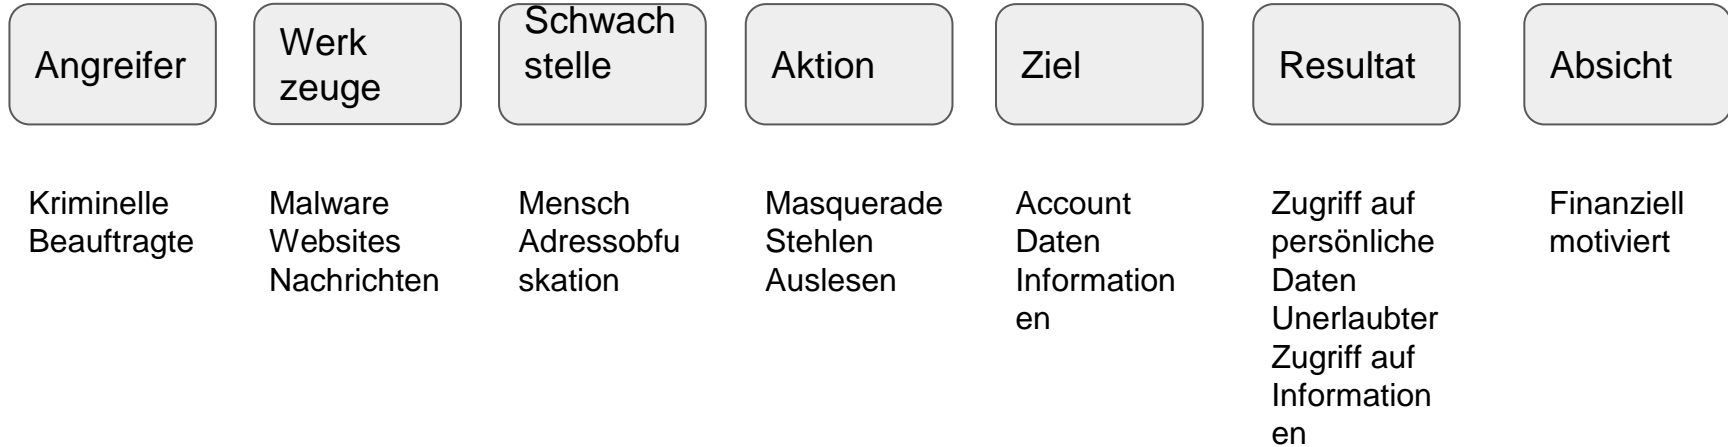 Angreifer
Werk
zeuge
Schwach
stelle
Aktion
Ziel
Resultat
Absicht
Kriminelle
Beauftragte
Malware
Websites
Nachrichten
Mensch
Adressobfu
skation
Masquerade
Stehlen
Auslesen
Account
Daten
Information
en
Zugriff auf
persönliche
Daten
Unerlaubter
Zugriff auf
Information
en
Finanziell
motiviert